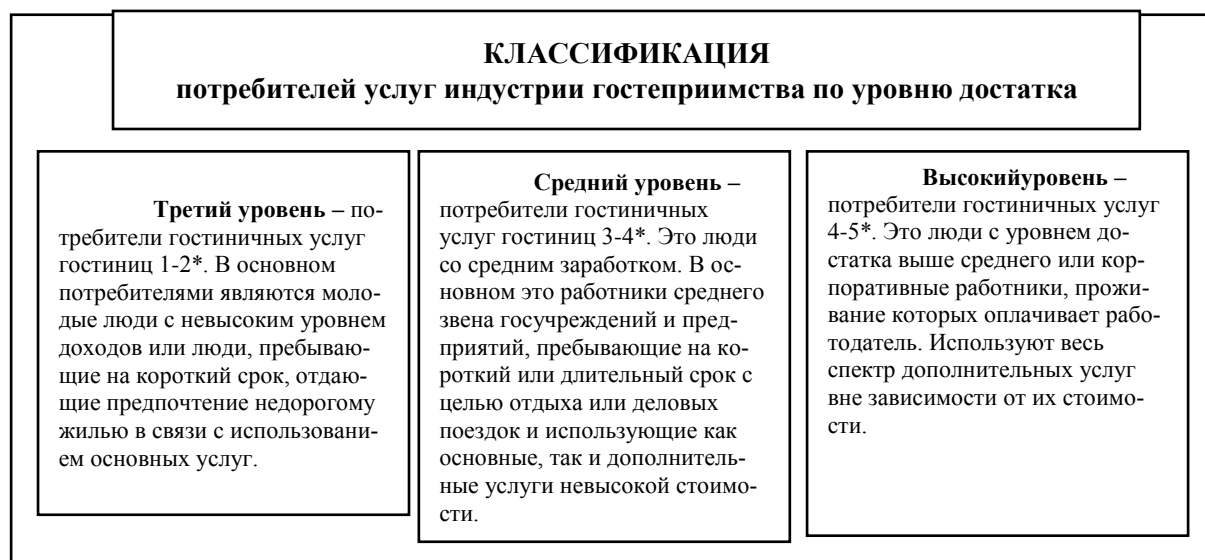 КЛАССИФИКАЦИЯ
потребителей услуг индустрии гостеприимства по уровню достатка
Третий уровень – по-
требители гостиничных услуг
гостиниц 1-2*. В основном
потребителями являются моло-
дые люди с невысоким уровнем
доходов или люди, пребываю-
щие на короткий срок, отдаю-
щие предпочтение недорогому
жилью в связи с использовани-
ем основных услуг.
Средний уровень –
потребители гостиничных
услуг гостиниц 3-4*. Это люди
со средним заработком. В ос-
новном это работники среднего
звена госучреждений и пред-
приятий, пребывающие на ко-
роткий или длительный срок с
целью отдыха или деловых
поездок и использующие как
основные, так и дополнитель-
ные услуги невысокой стоимо-
сти.
Высокийуровень –
потребители гостиничных услуг
4-5*. Это люди с уровнем до-
статка выше среднего или кор-
поративные работники, прожи-
вание которых оплачивает рабо-
тодатель. Используют весь
спектр дополнительных услуг
вне зависимости от их стоимо-
сти.